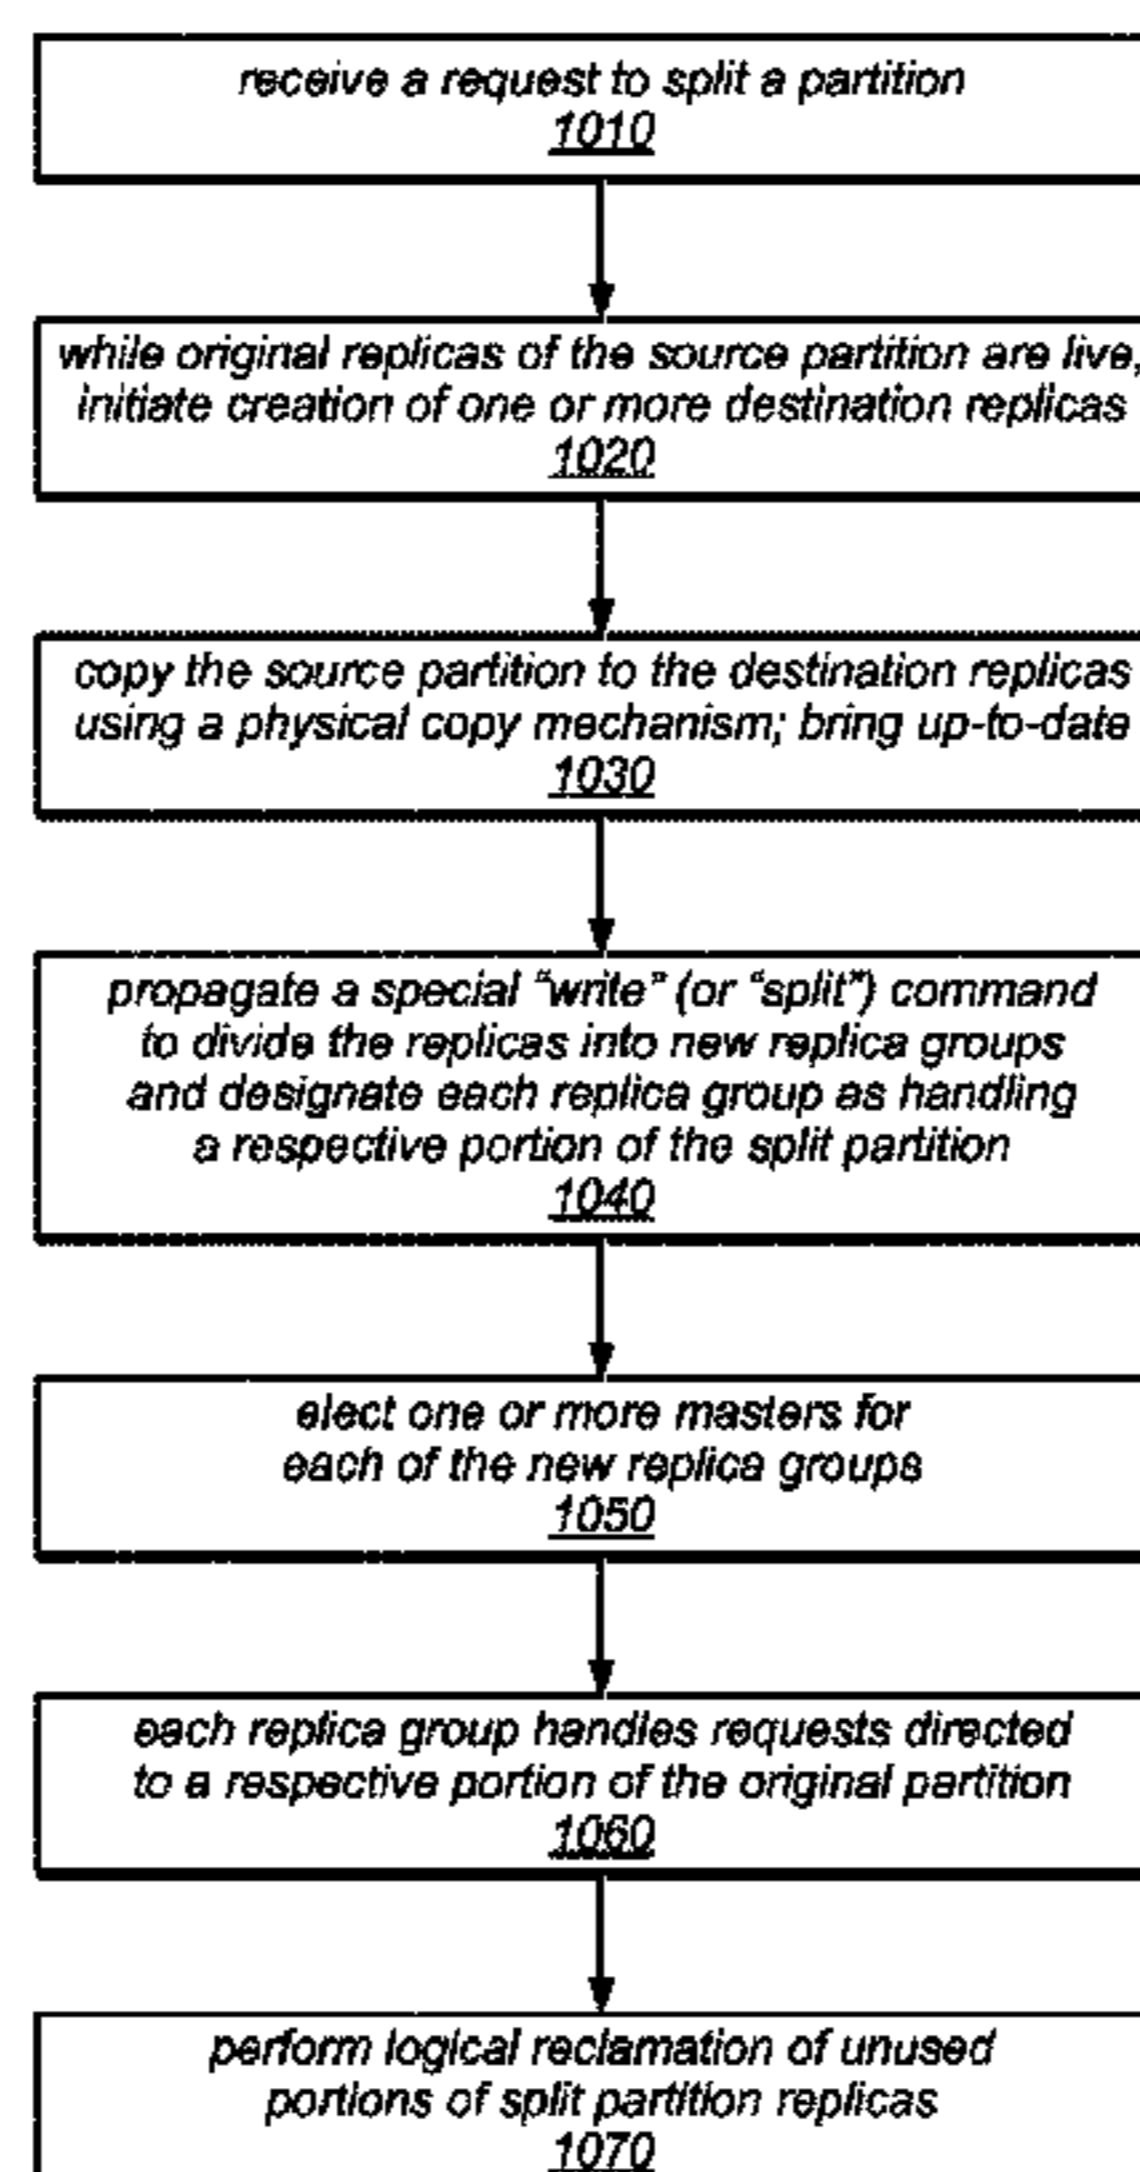 receive a request to split a partition
1010
while original replicas of the source partition are live,
initiate creation of one or more destination replicas
1020
copy the source partition to the destination replicas
using a physical copy mechanism; bring up-to-date
1030
propagate a special “write” (or “split”) command
to divide the replicas into new replica groups
and designate each replica group as handling
a respective portion of the split partition
1040
elect one or more masters for
each of the new replica groups
1050
each replica group handles requests directed
to a respective portion of the original partition
1060
perform logical reclamation of unused
portions of split partition replicas
1070